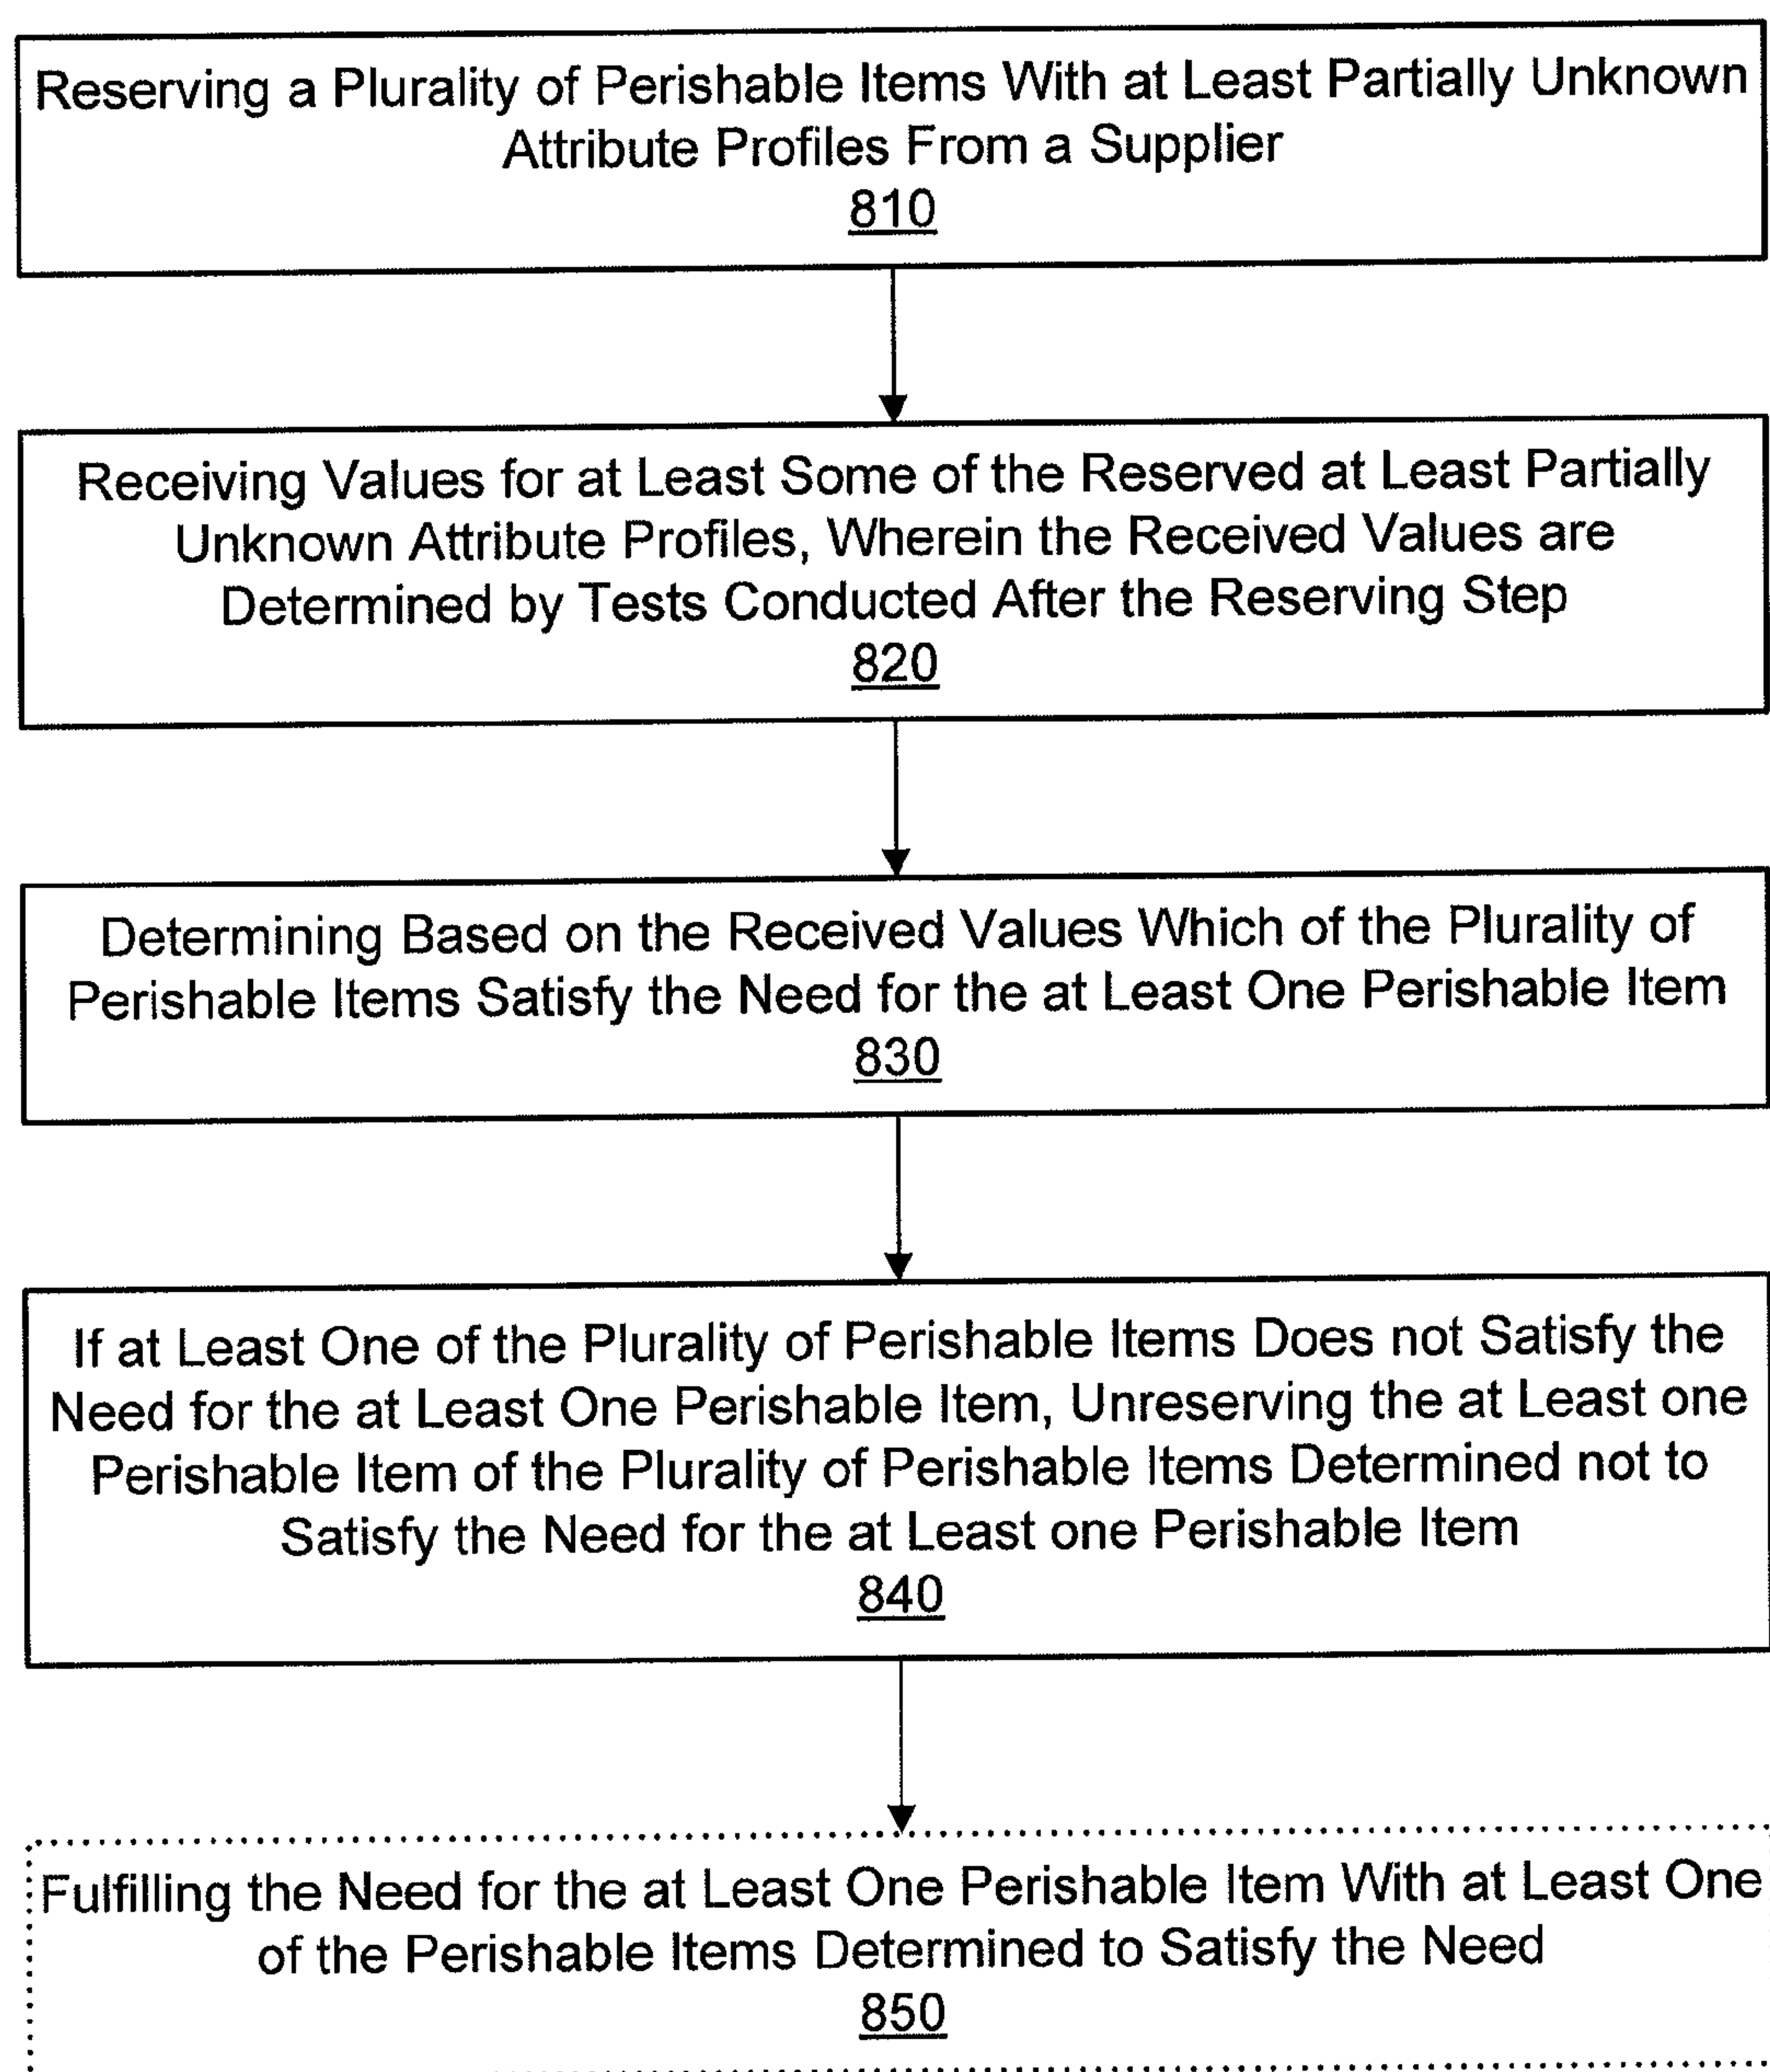 Reserving a Plurality of Perishable Items With at Least Partially Unknown
Attribute Profiles From a Supplier
810
Receiving Values for at Least Some of the Reserved at Least Partially
Unknown Attribute Profiles, Wherein the Received Values are
Determined by Tests Conducted After the Reserving Step
820
Determining Based on the Received Values Which of the Plurality of
Perishable Items Satisfy the Need for the at Least One Perishable Item
830
If at Least One of the Plurality of Perishable Items Does not Satisfy the
Need for the at Least One Perishable Item, Unreserving the at Least one
Perishable Item of the Plurality of Perishable Items Determined not to
Satisfy the Need for the at Least one Perishable Item
840
Fulfilling the Need for the at Least One Perishable Item With at Least One
of the Perishable Items Determined to Satisfy the Need
850